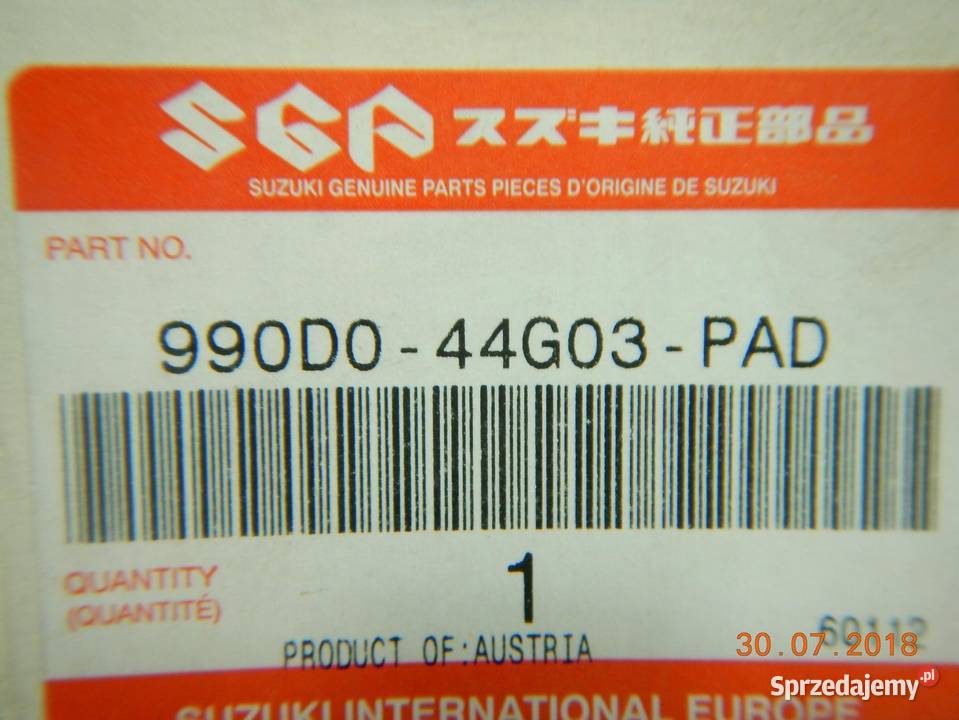 SGP スズキ純正部品
SUZUKI GENUINE PARTS PIECES D'ORIGINE DE SUZUKI
PART NO.
990D0-44G03-PAD
QUANTITY
(QUANTITÉ)
1
60112
PRODUCT OF:AUSTRIA
30.07.2018
SUZUKI INTERNATIONAL EUROPE
Sprzedajemy.pl